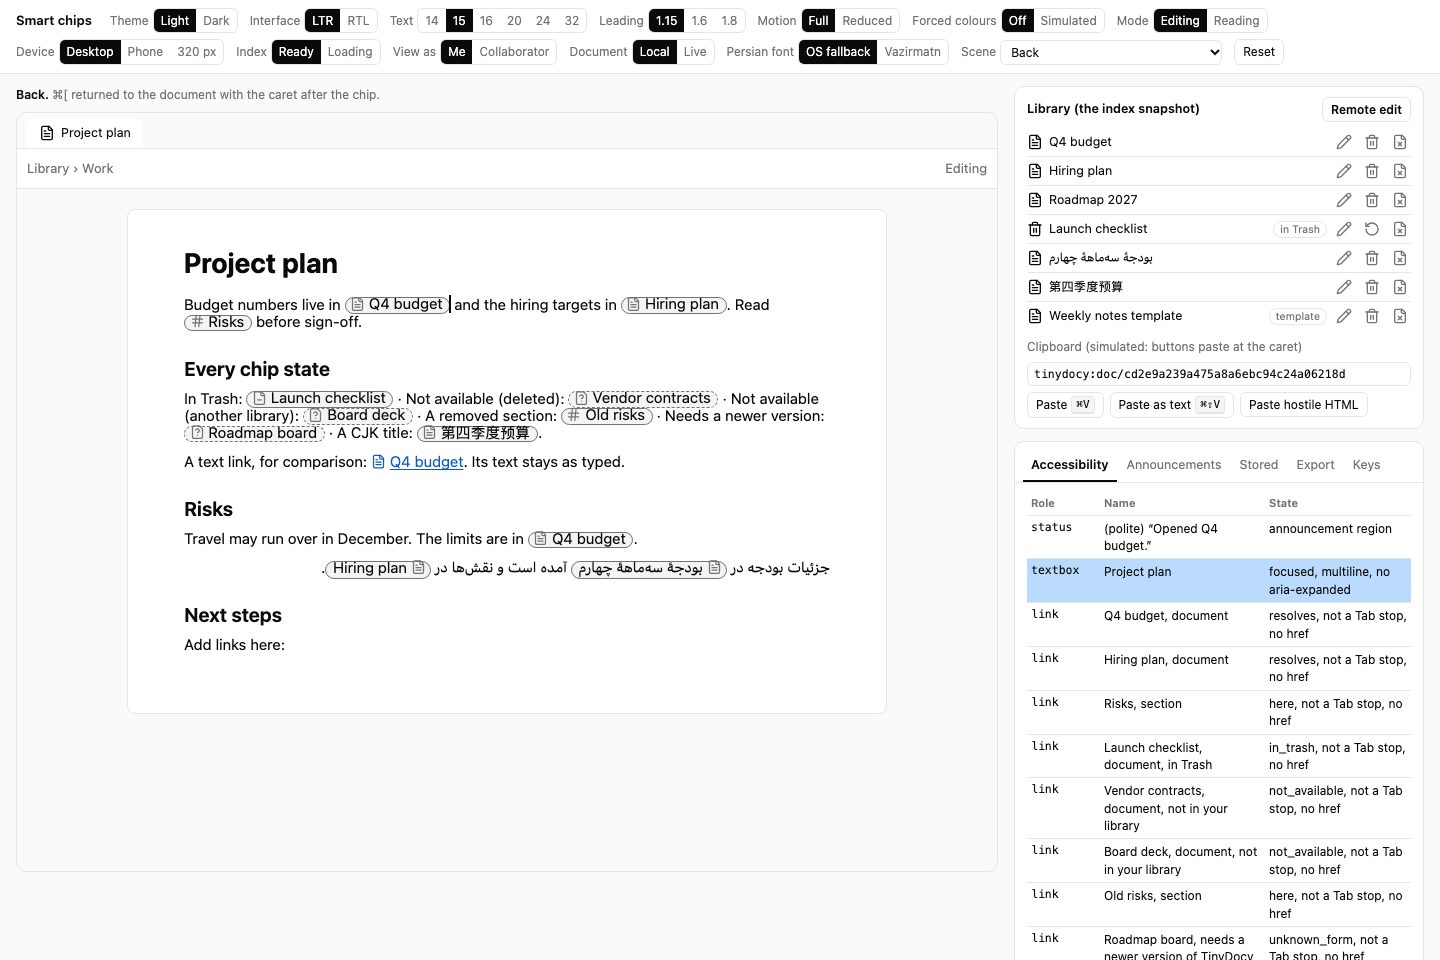 Smart chips Theme Light Dark Interface LTR RTL Text 14 15 16 20 24 32 Leading 1.15 1.6 1.8 Motion Full Reduced Forced colours Off Simulated Mode Editing Reading
Device Desktop Phone 320 px Index Ready Loading View as Me Collaborator Document Local Live Persian font OS fallback Vazirmatn Scene Back Reset
Back. ⌘[ returned to the document with the caret after the chip.
Project plan
Library › Work Editing
Project plan
Budget numbers live in Q4 budget and the hiring targets in Hiring plan. Read
# Risks before sign-off.
Every chip state
In Trash: Launch checklist · Not available (deleted): Vendor contracts · Not available
(another library): Board deck · A removed section: # Old risks · Needs a newer version:
Roadmap board · A CJK title: 第四季度预算.
A text link, for comparison: Q4 budget. Its text stays as typed.
Risks
Travel may run over in December. The limits are in Q4 budget.
جزئیات بودجه در بودجهٔ سه‌ماههٔ چهارم آمده است و نقش‌ها در Hiring plan.
Next steps
Add links here:
Library (the index snapshot) Remote edit
Q4 budget
Hiring plan
Roadmap 2027
Launch checklist in Trash
بودجهٔ سه‌ماههٔ چهارم
第四季度预算
Weekly notes template template
Clipboard (simulated: buttons paste at the caret)
tinydocy:doc/cd2e9a239a475a8a6ebc94c24a06218d
Paste ⌘V Paste as text ⌘⇧V Paste hostile HTML
Accessibility Announcements Stored Export Keys
Role Name State
status (polite) “Opened Q4 announcement region
budget.”
textbox Project plan focused, multiline, no
aria-expanded
link Q4 budget, document resolves, not a Tab stop,
no href
link Hiring plan, document resolves, not a Tab stop,
no href
link Risks, section here, not a Tab stop, no
href
link Launch checklist, in_trash, not a Tab stop,
document, in Trash no href
link Vendor contracts, not_available, not a Tab
document, not in your stop, no href
library
link Board deck, document, not not_available, not a Tab
in your library stop, no href
link Old risks, section here, not a Tab stop, no
href
link Roadmap board, needs a unknown_form, not a
newer version of TinyDocy Tab stop, no href